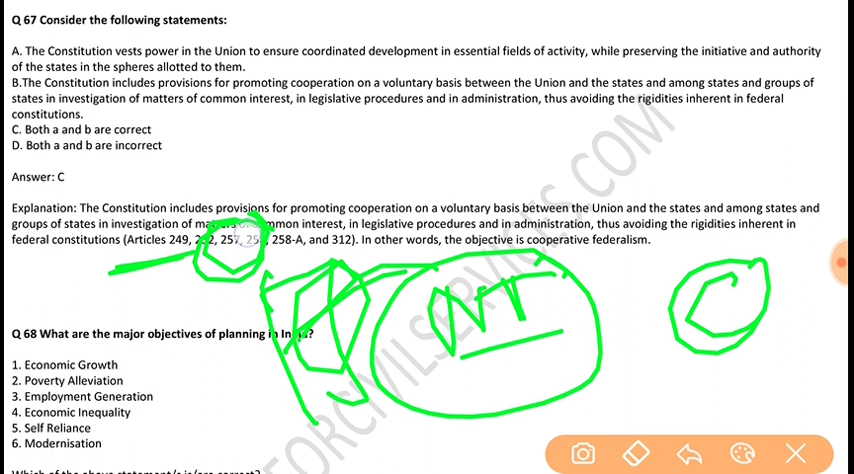 Q 67 Consider the following statements:
A. The Constitution vests power in the Union to ensure coordinated development in essential fields of activity, while preserving the initiative and authority
of the states in the spheres allotted to them.
B.The Constitution includes provisions for promoting cooperation on a voluntary basis between the Union and the states and among states and groups of
states in investigation of matters of common interest, in legislative procedures and in administration, thus avoiding the rigidities inherent in federal
constitutions.
C. Both a and b are correct
D. Both a and b are incorrect
Answer: C
Explanation: The Constitution includes provisions for promoting cooperation on a voluntary basis between the Union and the states and among states and
groups of states in investigation of matters of common interest, in legislative procedures and in administration, thus avoiding the rigidities inherent in
federal constitutions (Articles 249, 252, 257, 258-A, and 312). In other words, the objective is cooperative federalism.
Q 68 What are the major objectives of planning in
1. Economic Growth
2. Poverty Alleviation
3. Employment Generation
4. Economic Inequality
5. Self Reliance
6. Modernisation
FORCIVILSERVICES.COM